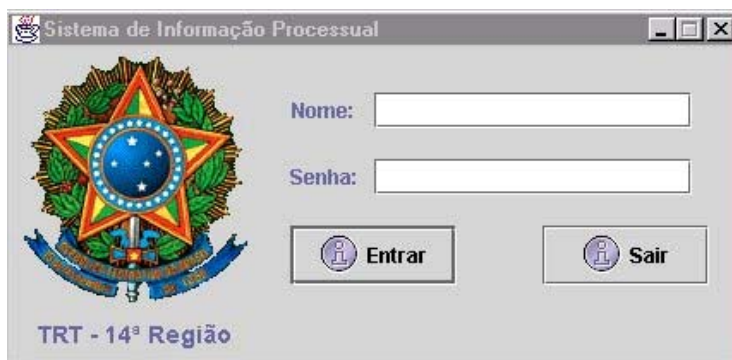 Sistema de Informação Processual
Nome:
Senha:
Entrar
Sair
TRT - 14ª Região